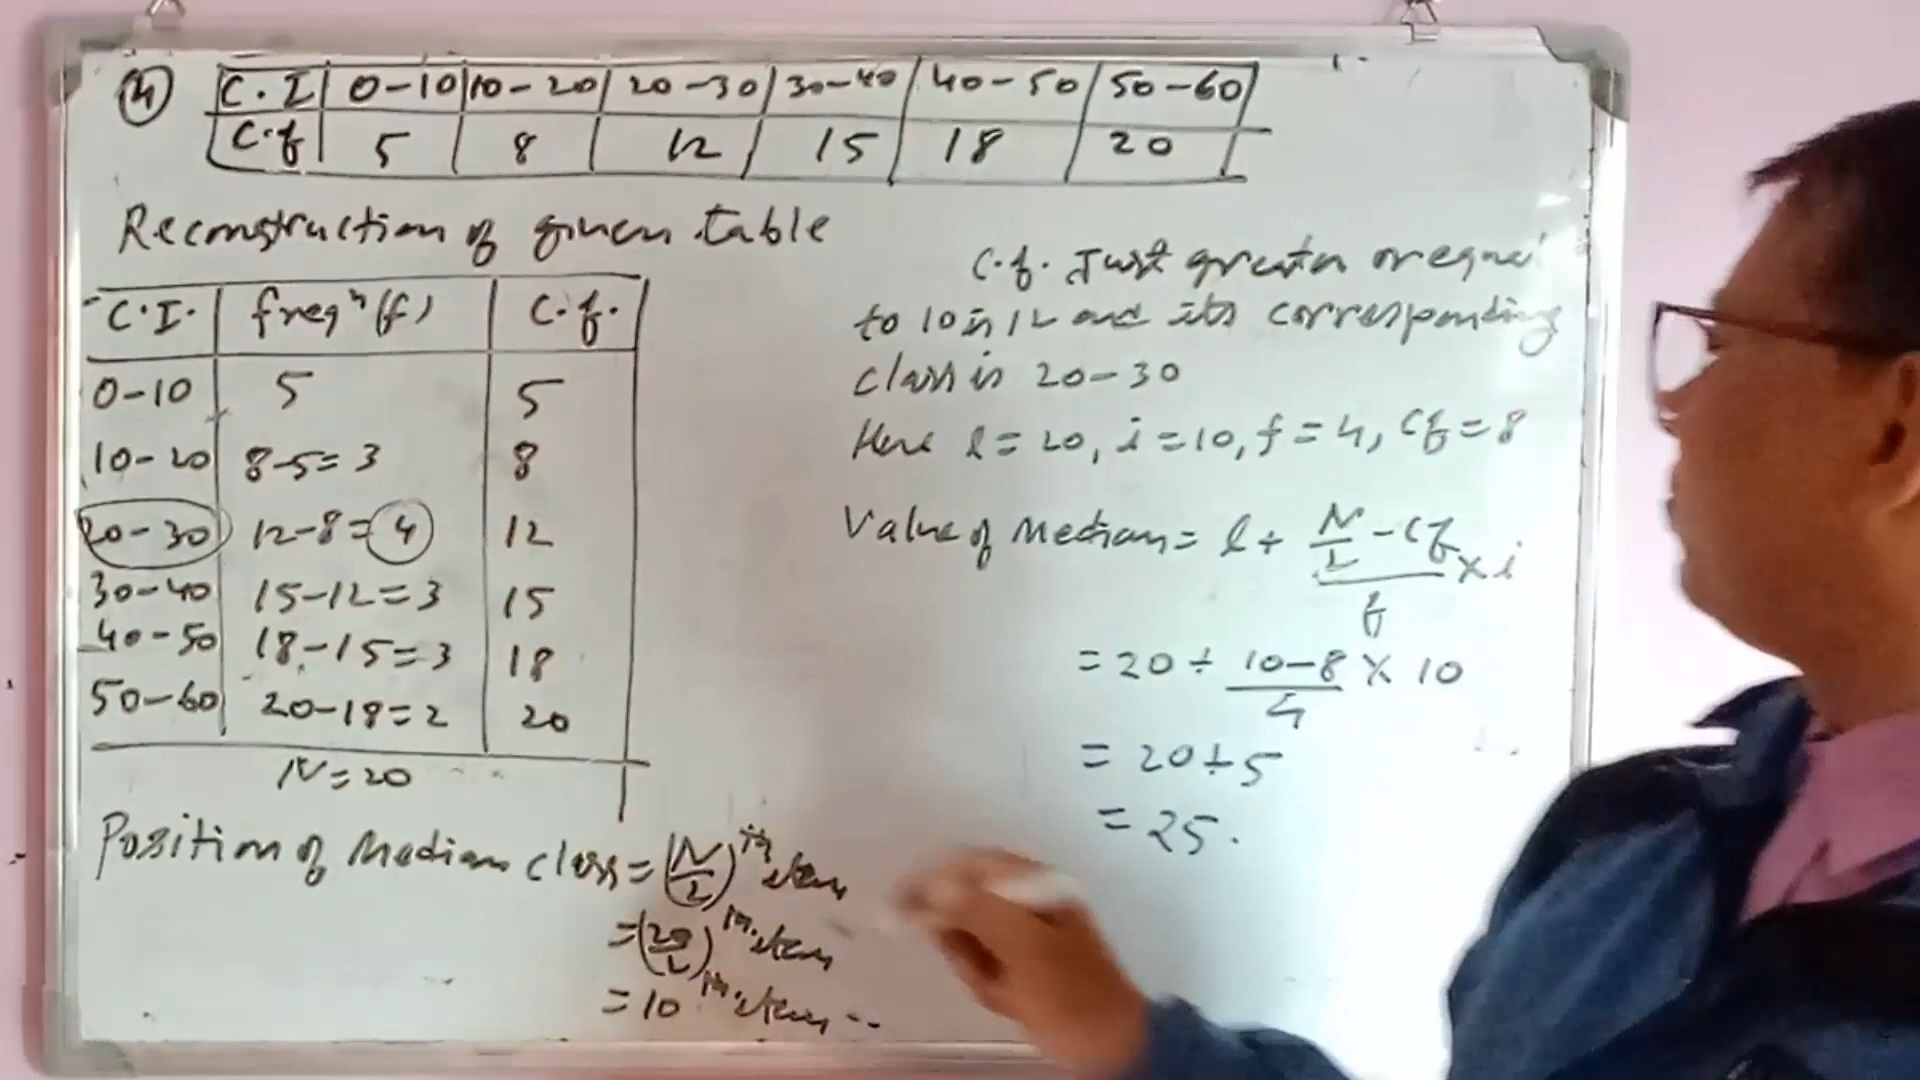 ④ C.I 0-10 10-20 20-30 30-40 40-50 50-60
C.f 5 8 12 15 18 20
Reconstruction of given table
C.I. freqⁿ(f) C.f.
0-10 5 5
10-20 8-5=3 8
20-30 12-8=4 12
30-40 15-12=3 15
40-50 18-15=3 18
50-60 20-18=2 20
N=20
Position of Median class = (N/2)th item
= (20/2)th item
= 10th item
C.f. Just greater or equal
to 10 is 12 and its corresponding
class is 20-30
Here l=20, i=10, f=4, cf=8
Value of Median = l + (N/2 - cf)/f × i
= 20 + (10-8)/4 × 10
= 20+5
= 25.